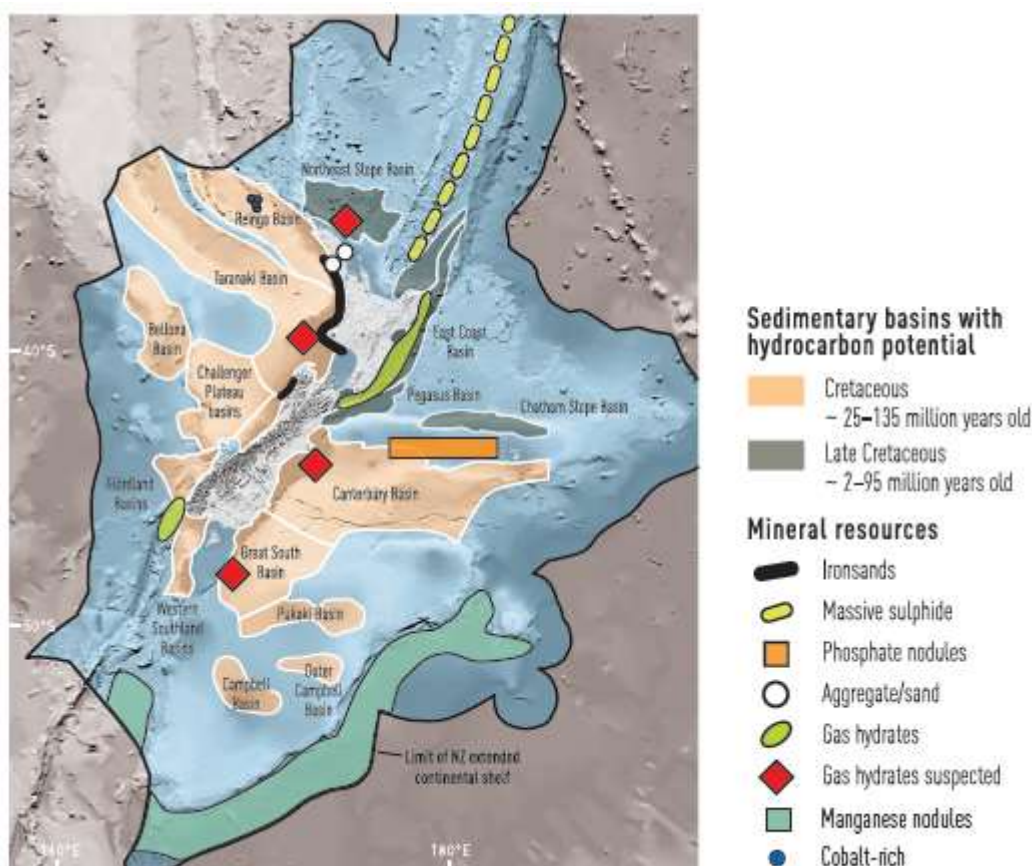 Northeast Slope Basin
Reinga Basin
Taranaki Basin
Bellona
Basin
40°S
East Coast
Basin
Challenger
Plateau
basins
Pegasus Basin
Chatham Slope Basin
Fiordland
Basins
Canterbury Basin
Great South
Basin
Western
Southland
Basins
Pukaki Basin
50°S
Campbell
Basin
Outer
Campbell
Basin
Limit of NZ extended
continental shelf
160°E
180°
Sedimentary basins with
hydrocarbon potential
Cretaceous
~ 25–135 million years old
Late Cretaceous
~ 2–95 million years old
Mineral resources
Ironsands
Massive sulphide
Phosphate nodules
Aggregate/sand
Gas hydrates
Gas hydrates suspected
Manganese nodules
Cobalt-rich